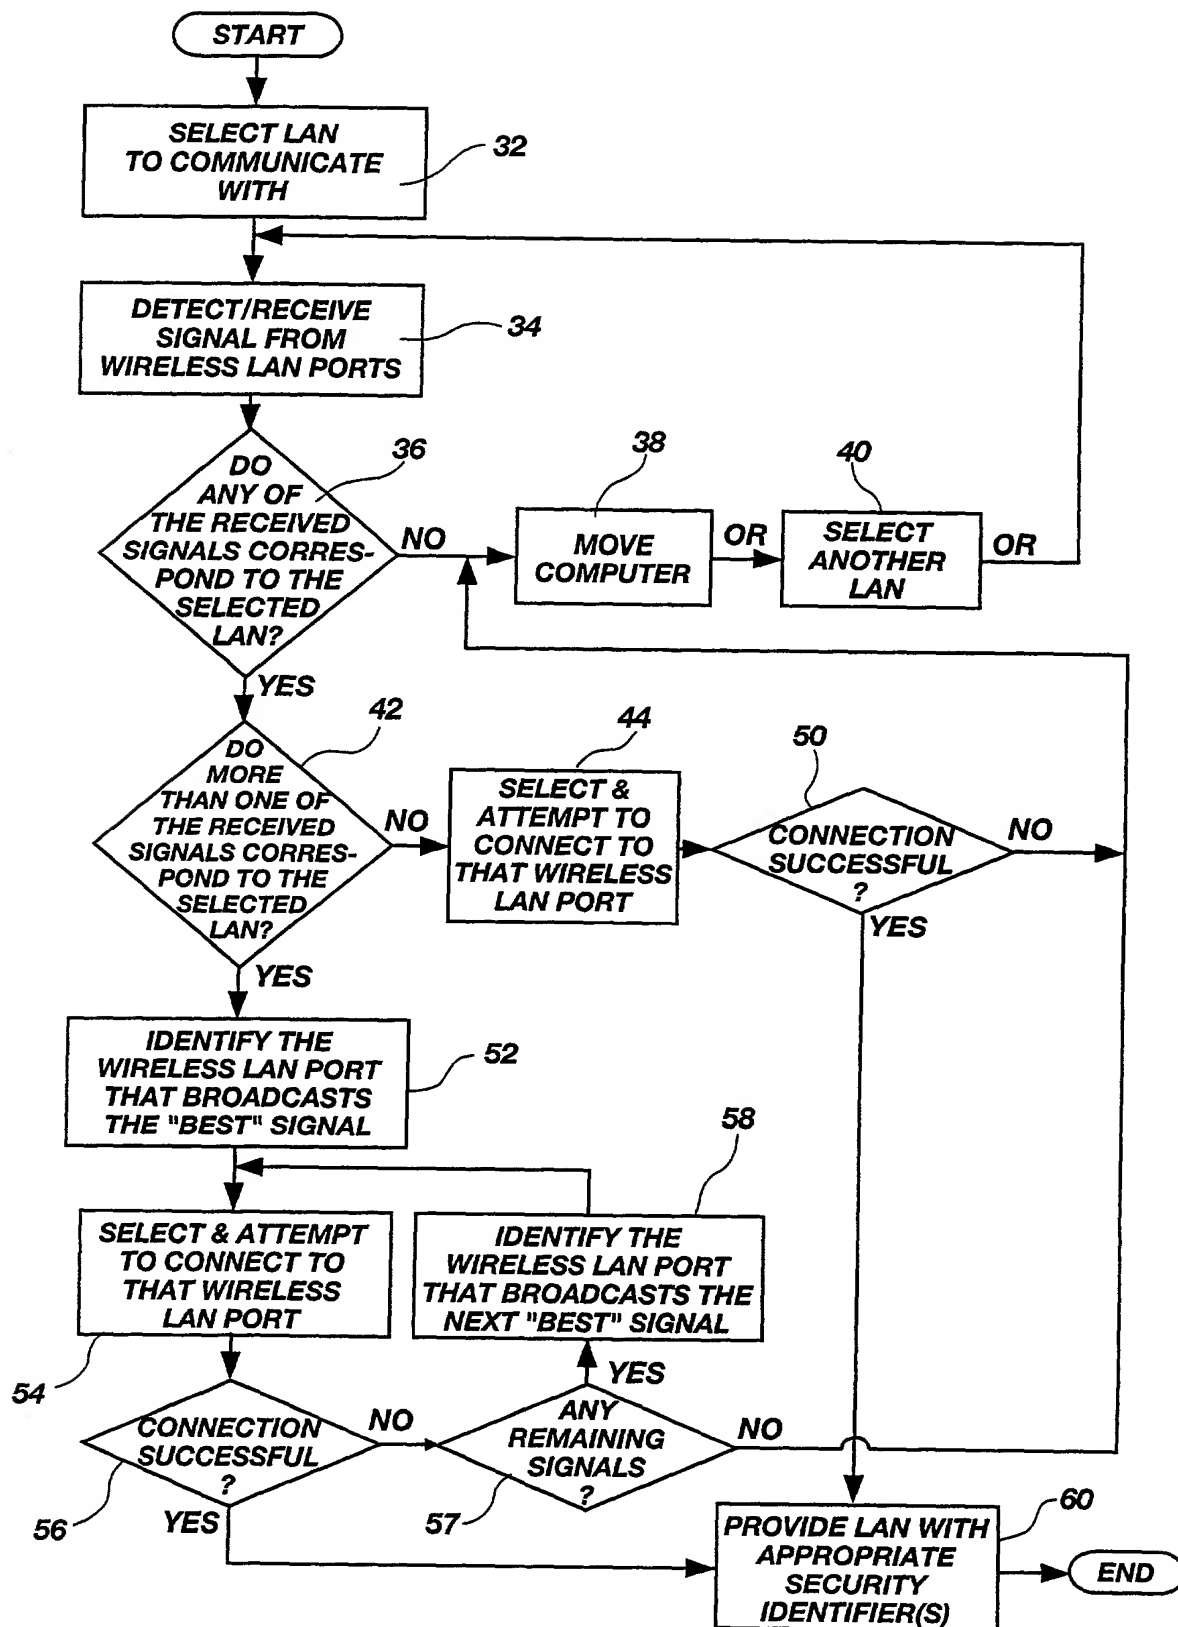 START
SELECT LAN
TO COMMUNICATE
WITH
32
DETECT/RECEIVE
SIGNAL FROM
WIRELESS LAN PORTS
34
DO
ANY OF
THE RECEIVED
SIGNALS CORRES-
POND TO THE
SELECTED
LAN?
36
NO
YES
MOVE
COMPUTER
38
OR
SELECT
ANOTHER
LAN
40
OR
DO
MORE
THAN ONE OF
THE RECEIVED
SIGNALS CORRES-
POND TO THE
SELECTED
LAN?
42
NO
YES
SELECT &
ATTEMPT TO
CONNECT TO
THAT WIRELESS
LAN PORT
44
CONNECTION
SUCCESSFUL
?
50
NO
YES
IDENTIFY THE
WIRELESS LAN PORT
THAT BROADCASTS
THE "BEST" SIGNAL
52
SELECT & ATTEMPT
TO CONNECT TO
THAT WIRELESS
LAN PORT
54
IDENTIFY THE
WIRELESS LAN PORT
THAT BROADCASTS THE
NEXT "BEST" SIGNAL
58
CONNECTION
SUCCESSFUL
?
56
NO
YES
ANY
REMAINING
SIGNALS
?
57
YES
NO
PROVIDE LAN WITH
APPROPRIATE
SECURITY
IDENTIFIER(S)
60
END